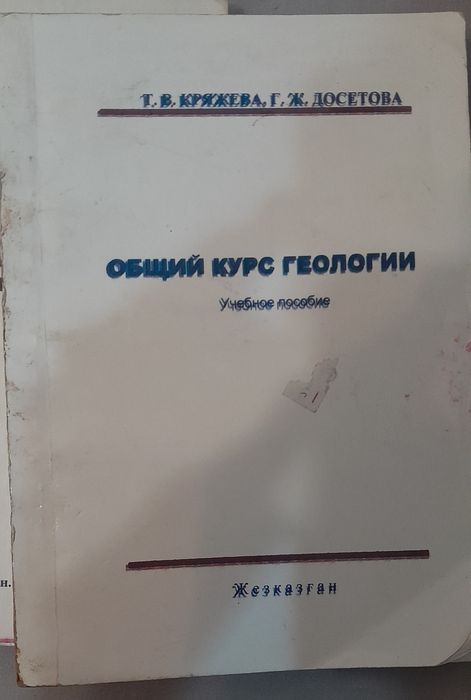 Т. В. КРЯЖЕВА, Г. Ж. ДОСЕТОВА
ОБЩИЙ КУРС ГЕОЛОГИИ
Учебное пособие
Жезказган
н.